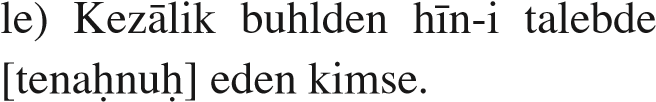 le) Kezālik buhlden hīn-i talebde
[tenaḥnuḥ] eden kimse.